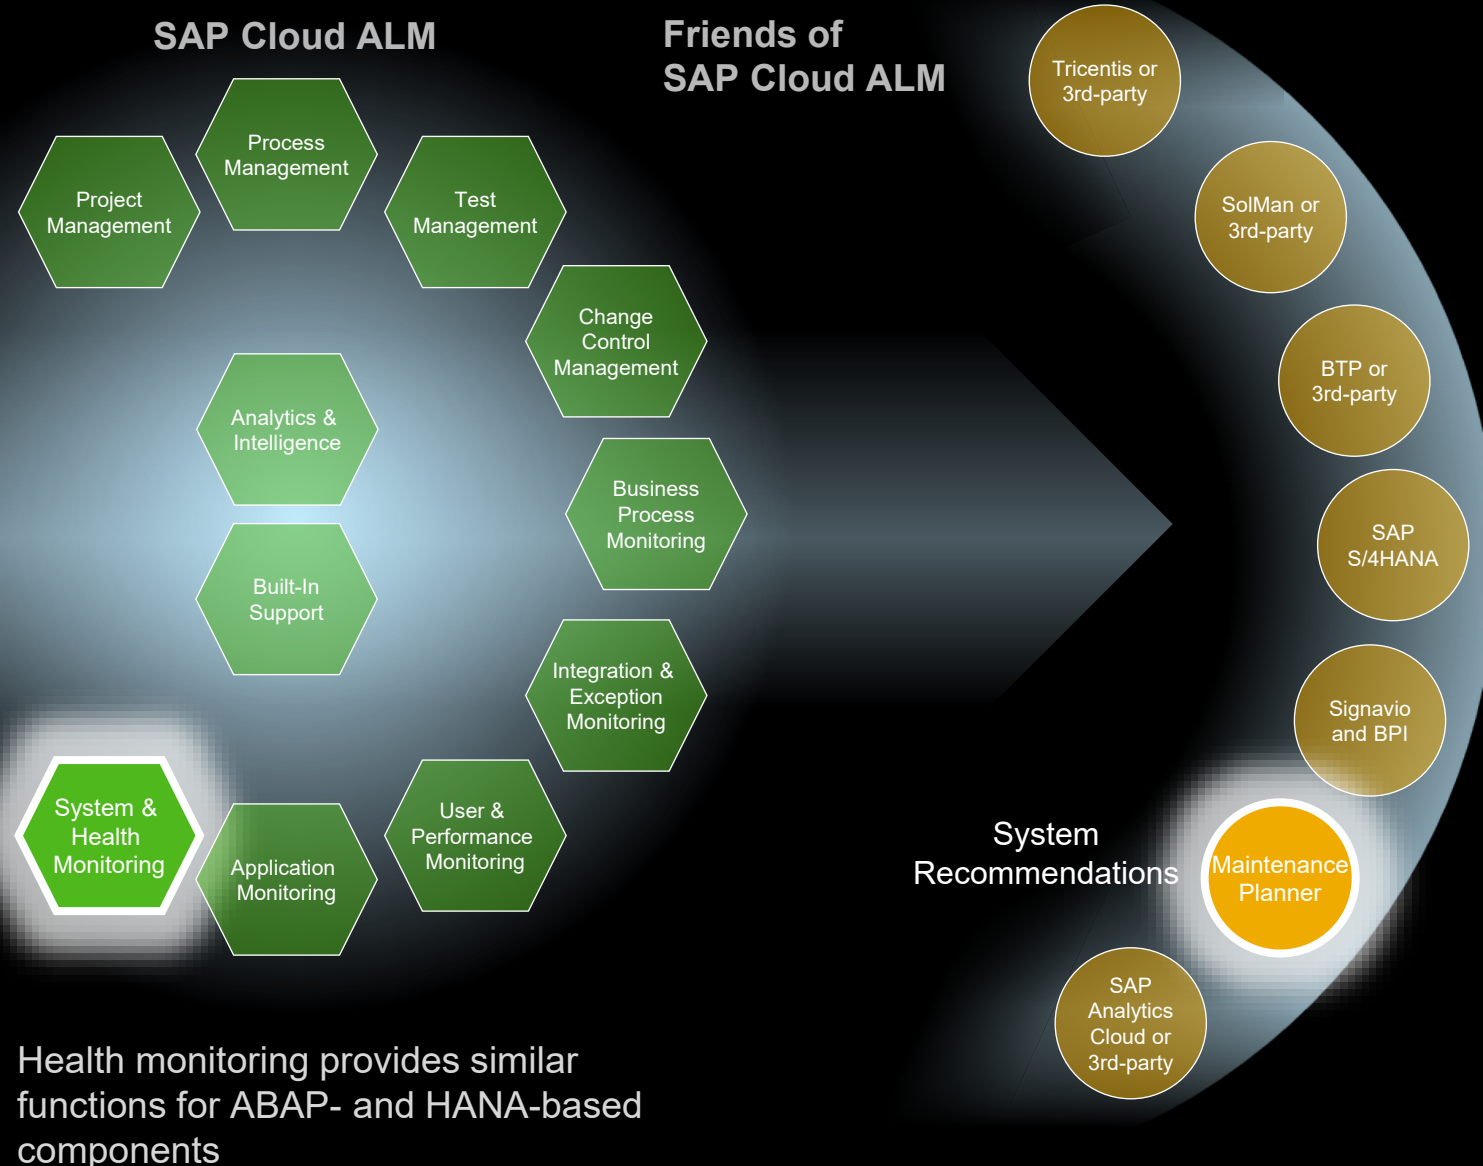 SAP Cloud ALM
Friends of
SAP Cloud ALM
Tricentis or
3rd-party
Process
Management
Project
Management
Test
Management
SolMan or
3rd-party
Change
Control
Management
BTP or
3rd-party
Analytics &
Intelligence
Business
Process
Monitoring
SAP
S/4HANA
Built-In
Support
Integration &
Exception
Monitoring
Signavio
and BPI
System &
Health
Monitoring
Application
Monitoring
User &
Performance
Monitoring
System
Recommendations
Maintenance
Planner
SAP
Analytics
Cloud or
3rd-party
Health monitoring provides similar
functions for ABAP- and HANA-based
components